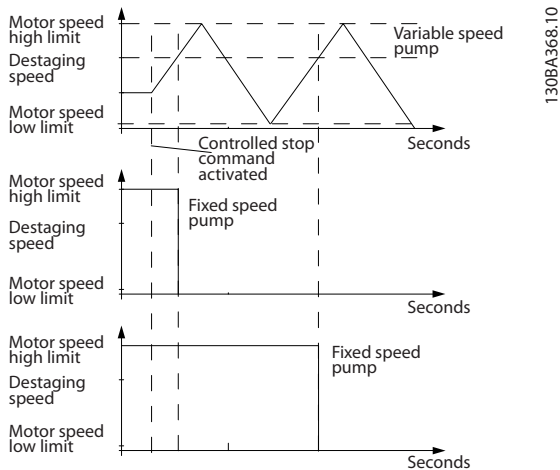 Motor speed
high limit
Destaging
speed
Motor speed
low limit
Variable speed
pump
Seconds
Controlled stop
command
activated
Motor speed
high limit
Destaging
speed
Motor speed
low limit
Fixed speed
pump
Seconds
Motor speed
high limit
Destaging
speed
Motor speed
low limit
Fixed speed
pump
Seconds
130BA368.10